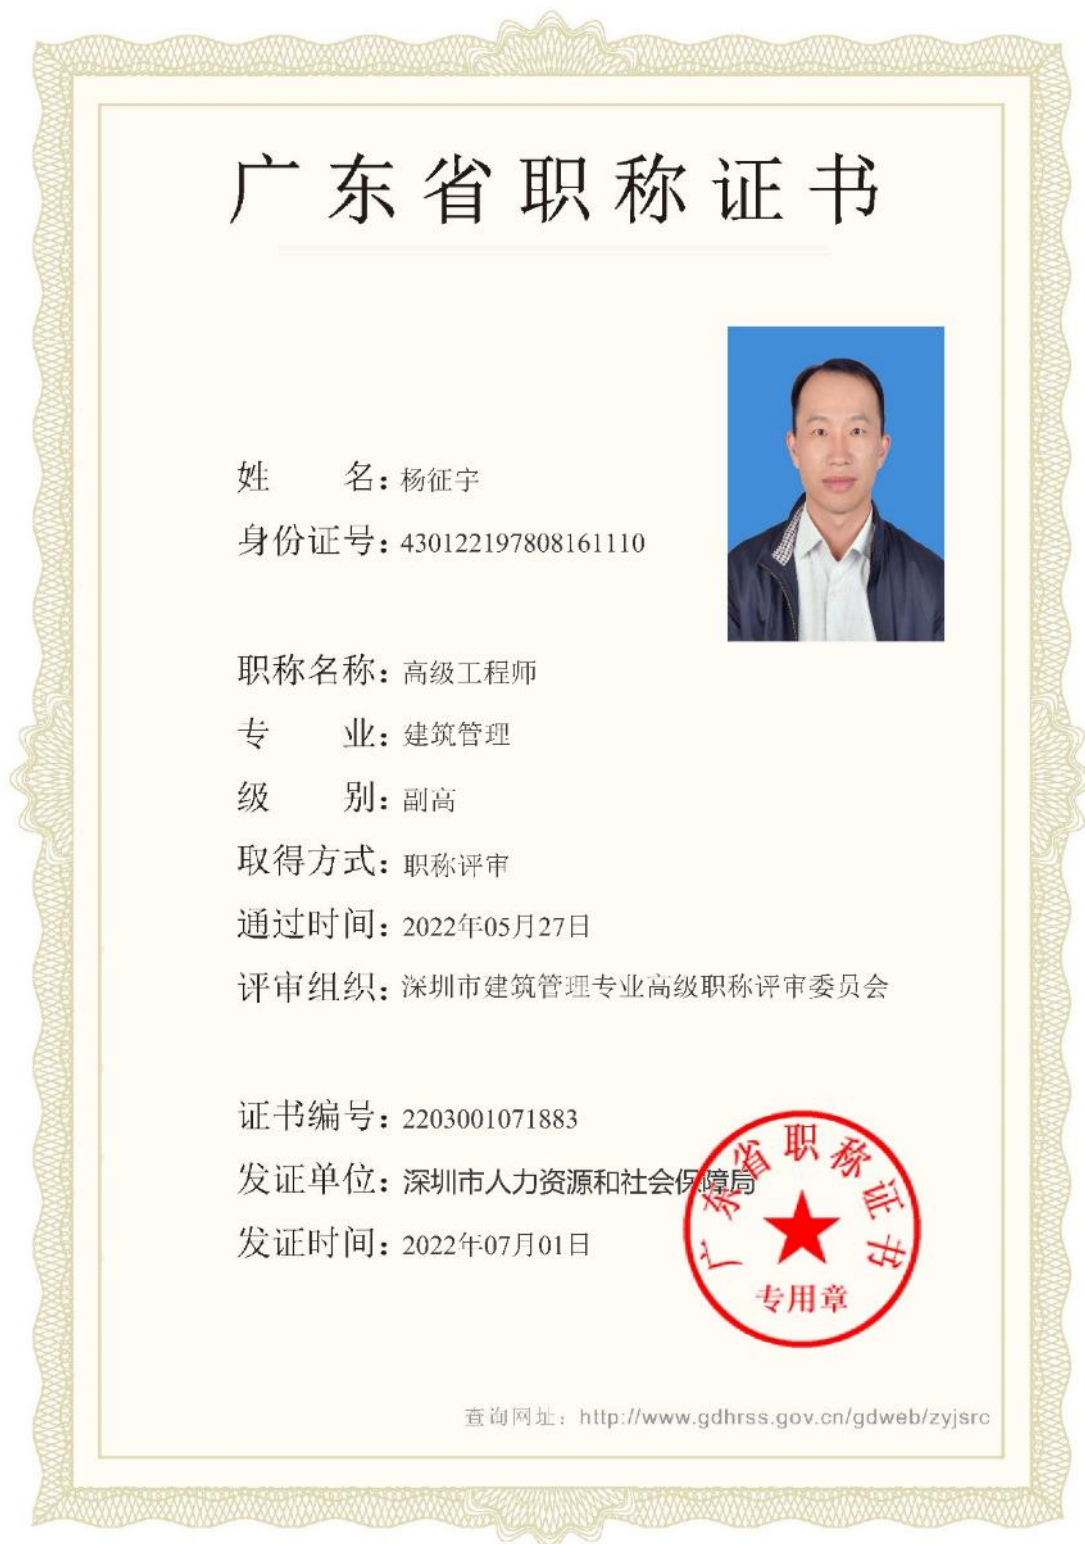 广东省职称证书
姓 名：杨征宇
身份证号：430122197808161110
职称名称：高级工程师
专 业：建筑管理
级 别：副高
取得方式：职称评审
通过时间：2022年05月27日
评审组织：深圳市建筑管理专业高级职称评审委员会
证书编号：2203001071883
发证单位：深圳市人力资源和社会保障局
发证时间：2022年07月01日
广东省职称证书
专用章
查询网址：http://www.gdhrss.gov.cn/gdweb/zyjsrc